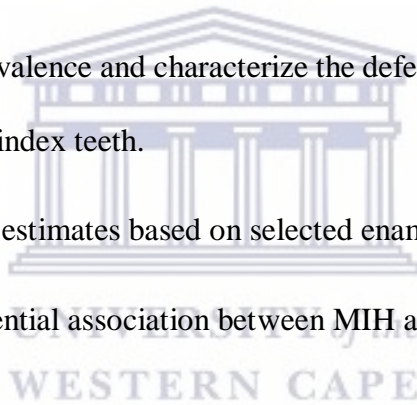 valence and characterize the defe
index teeth.
estimates based on selected enar
ential association between MIH a
UNIVERSITY of the
WESTERN CAPE